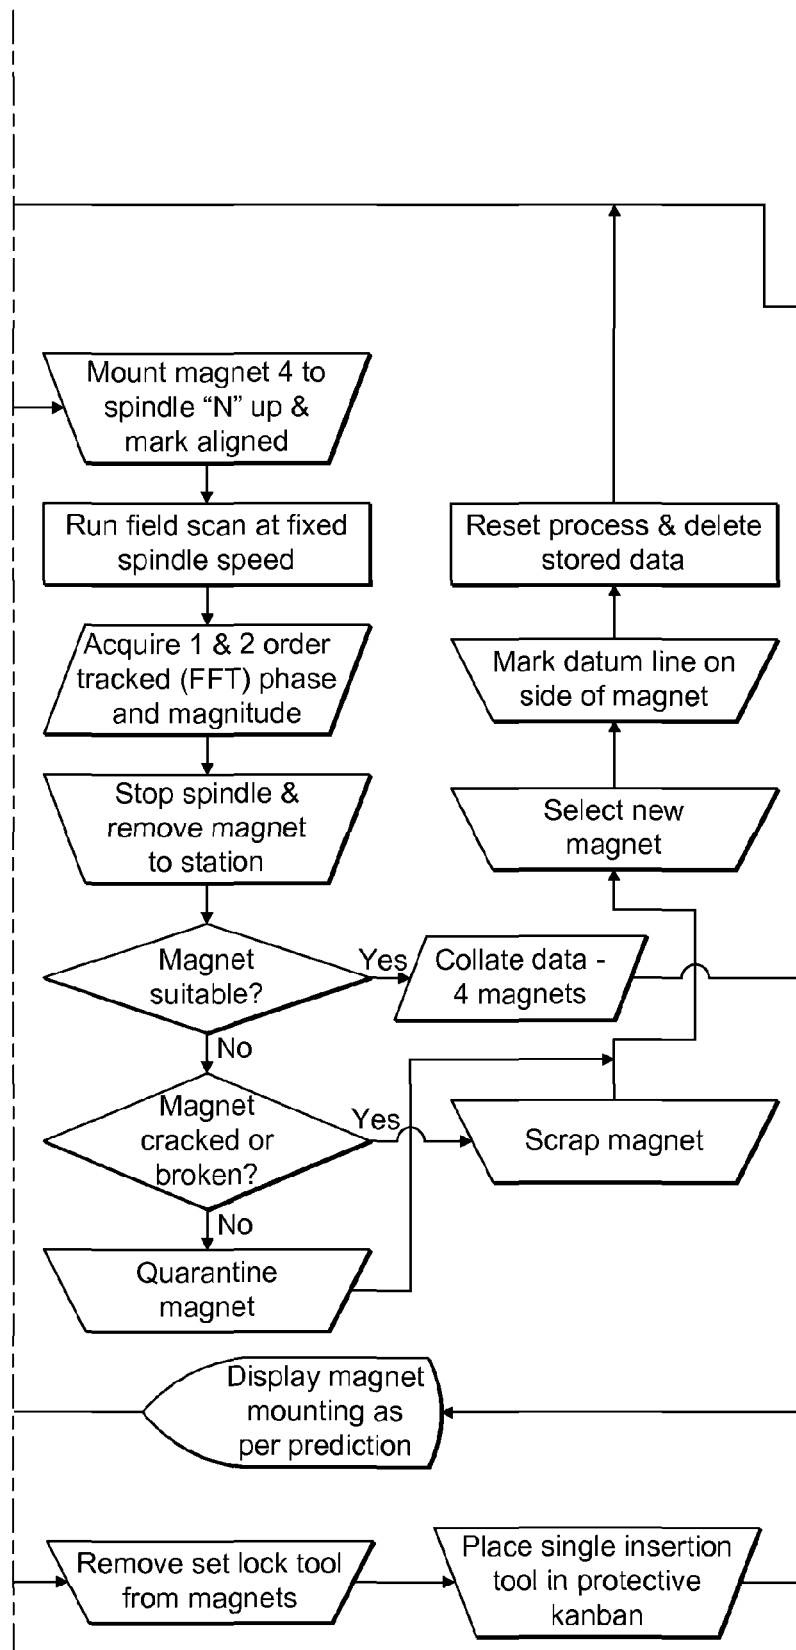 Mount magnet 4 to
spindle “N” up &
mark aligned
Run field scan at fixed
spindle speed
Acquire 1 & 2 order
tracked (FFT) phase
and magnitude
Stop spindle &
remove magnet
to station
Magnet
suitable?
Yes
No
Collate data -
4 magnets
Magnet
cracked or
broken?
Yes
No
Scrap magnet
Quarantine
magnet
Select new
magnet
Mark datum line on
side of magnet
Reset process & delete
stored data
Display magnet
mounting as
per prediction
Remove set lock tool
from magnets
Place single insertion
tool in protective
kanban